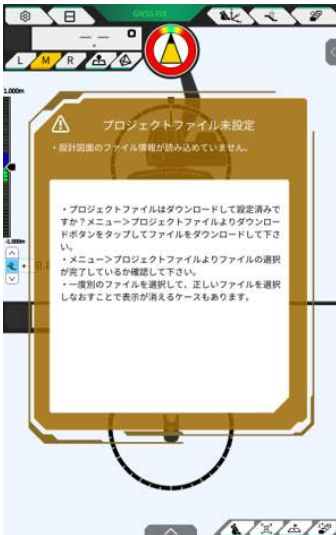 GNSS:FIX
L M R
1.000m
プロジェクトファイル未設定
・設計図面のファイル情報が読み込めていません。
・プロジェクトファイルはダウンロードして設定済みで
すか？メニュー＞プロジェクトファイルよりダウンロー
ドボタンをタップしてファイルをダウンロードして下さ
い。
・メニュー＞プロジェクトファイルよりファイルの選択
が完了しているか確認して下さい。
・一度別のファイルを選択して、正しいファイルを選択
しなおすことで表示が消えるケースもあります。
-1.000m